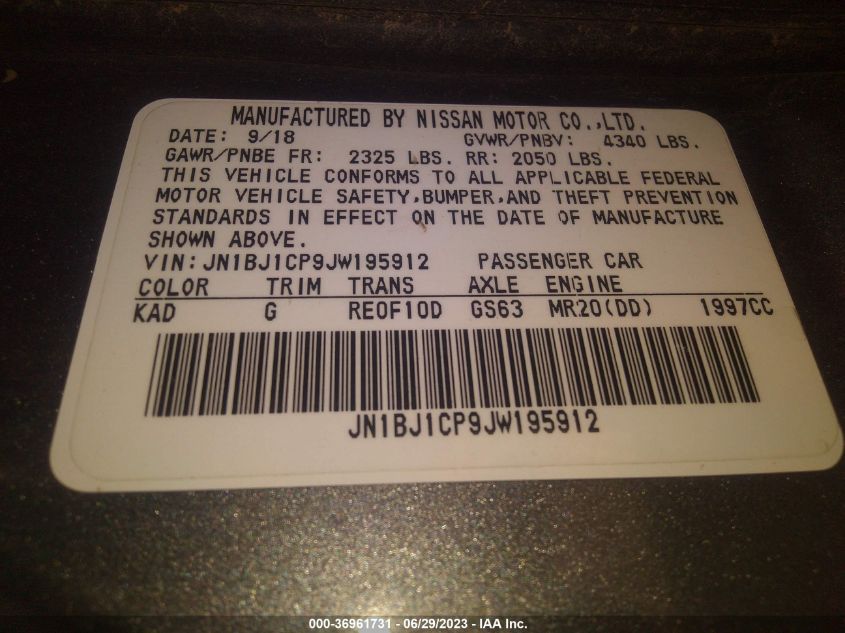 MANUFACTURED BY NISSAN MOTOR CO.,LTD.
DATE: 9/18 GVWR/PNBV: 4340 LBS.
GAWR/PNBE FR: 2325 LBS. RR: 2050 LBS.
THIS VEHICLE CONFORMS TO ALL APPLICABLE FEDERAL
MOTOR VEHICLE SAFETY,BUMPER,AND THEFT PREVENTION
STANDARDS IN EFFECT ON THE DATE OF MANUFACTURE
SHOWN ABOVE.
VIN:JN1BJ1CP9JW195912 PASSENGER CAR
COLOR TRIM TRANS AXLE ENGINE
KAD G RE0F10D GS63 MR20(DD) 1997CC
JN1BJ1CP9JW195912
000-36961731 - 06/29/2023 - IAA Inc.